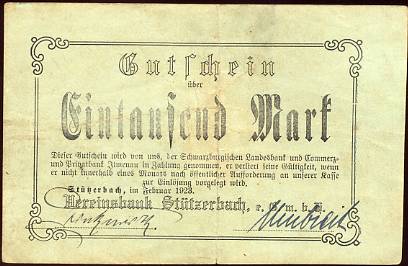 Gutschein
über
Eintausend Mark
Dieser Gutschein wird von uns, der Schwarzburgischen Landesbank und Commerz-
und Privatbank Ilmenau in Zahlung genommen, er verliert seine Gültigkeit, wenn
er nicht innerhalb eines Monats nach öffentlicher Aufforderung an unserer Kasse
zur Einlösung vorgelegt wird.
Stützerbach, im Februar 1923.
Vereinsbank Stützerbach, e. G. m. b. H.